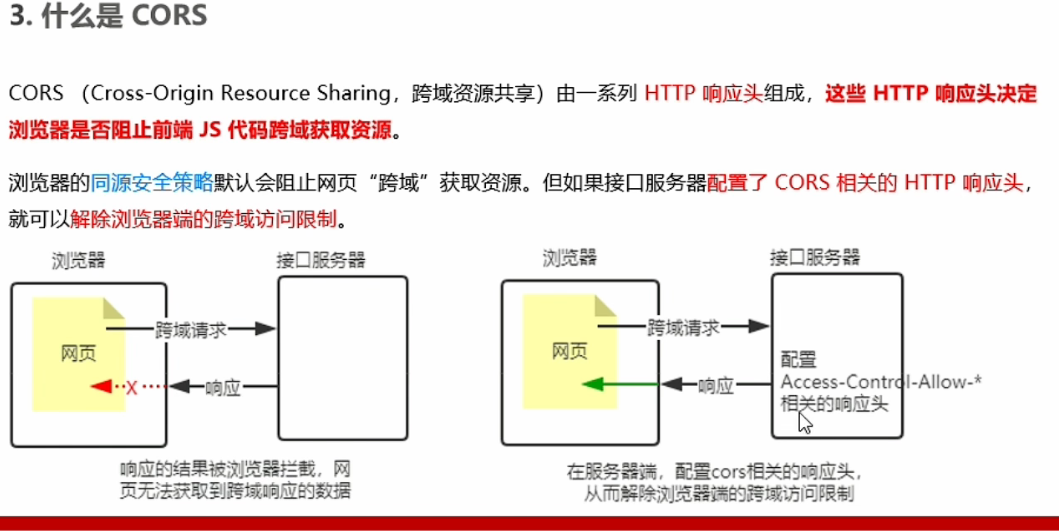 3. 什么是 CORS
CORS （Cross-Origin Resource Sharing，跨域资源共享）由一系列 HTTP 响应头组成，这些 HTTP 响应头决定
浏览器是否阻止前端 JS 代码跨域获取资源。
浏览器的同源安全策略默认会阻止网页“跨域”获取资源。但如果接口服务器配置了 CORS 相关的 HTTP 响应头，
就可以解除浏览器端的跨域访问限制。
浏览器
接口服务器
网页
跨域请求
X
响应
响应的结果被浏览器拦截，网
页无法获取到跨域响应的数据
浏览器
接口服务器
网页
跨域请求
响应
配置
Access-Control-Allow-*
相关的响应头
在服务器端，配置cors相关的响应头，
从而解除浏览器端的跨域访问限制